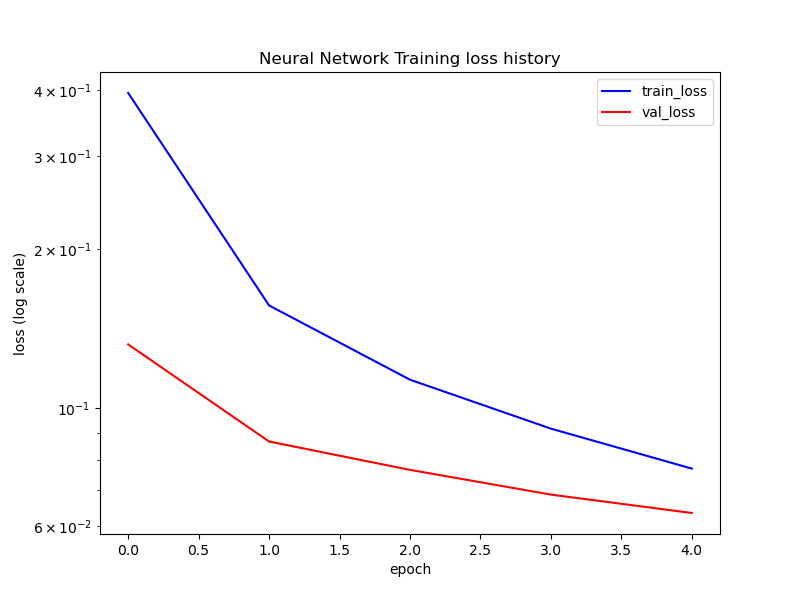 Neural Network Training loss history
train_loss
val_loss
4 × 10⁻¹
3 × 10⁻¹
2 × 10⁻¹
10⁻¹
6 × 10⁻²
loss (log scale)
0.0 0.5 1.0 1.5 2.0 2.5 3.0 3.5 4.0
epoch